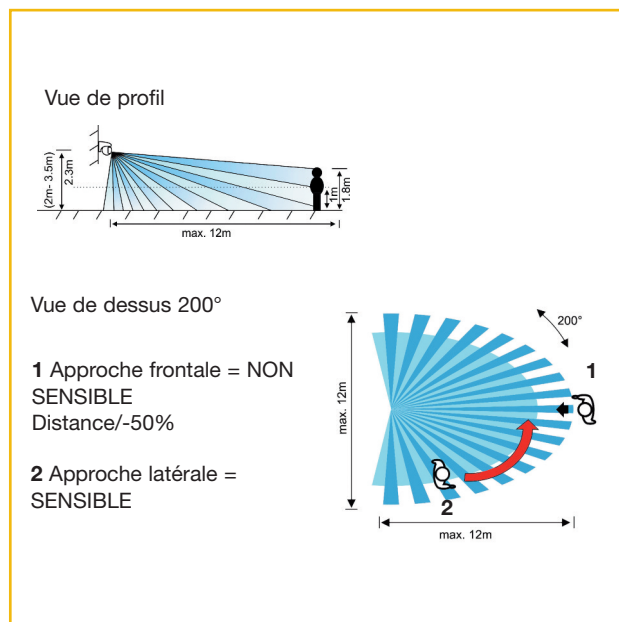 Vue de profil
(2m- 3.5m)
2.3m
1m
1.8m
max. 12m
Vue de dessus 200°
200°
1 Approche frontale = NON
SENSIBLE
Distance/-50%
1
max. 12m
2 Approche latérale =
SENSIBLE
2
max. 12m